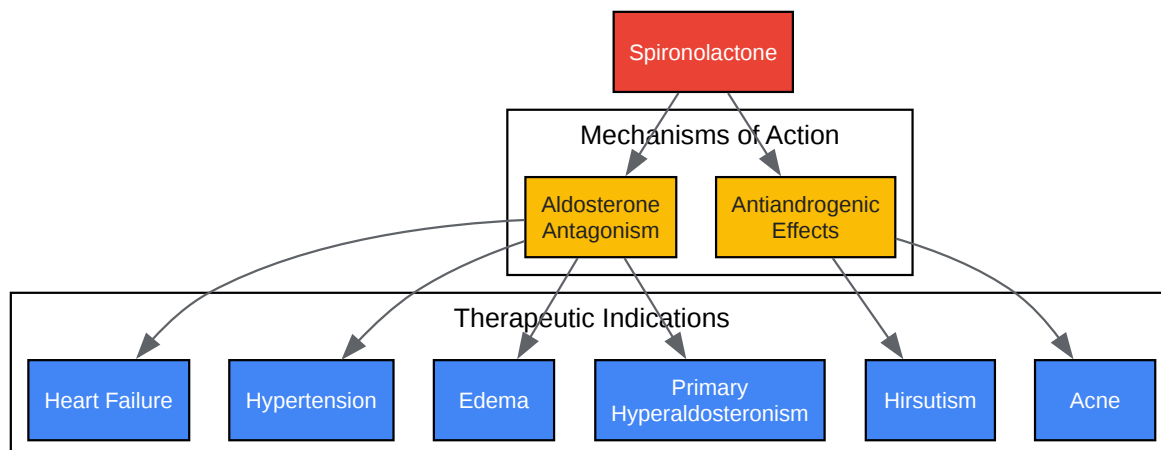 Spironolactone
Mechanisms of Action
Aldosterone
Antagonism
Antiandrogenic
Effects
Therapeutic Indications
Heart Failure
Hypertension
Edema
Primary
Hyperaldosteronism
Hirsutism
Acne